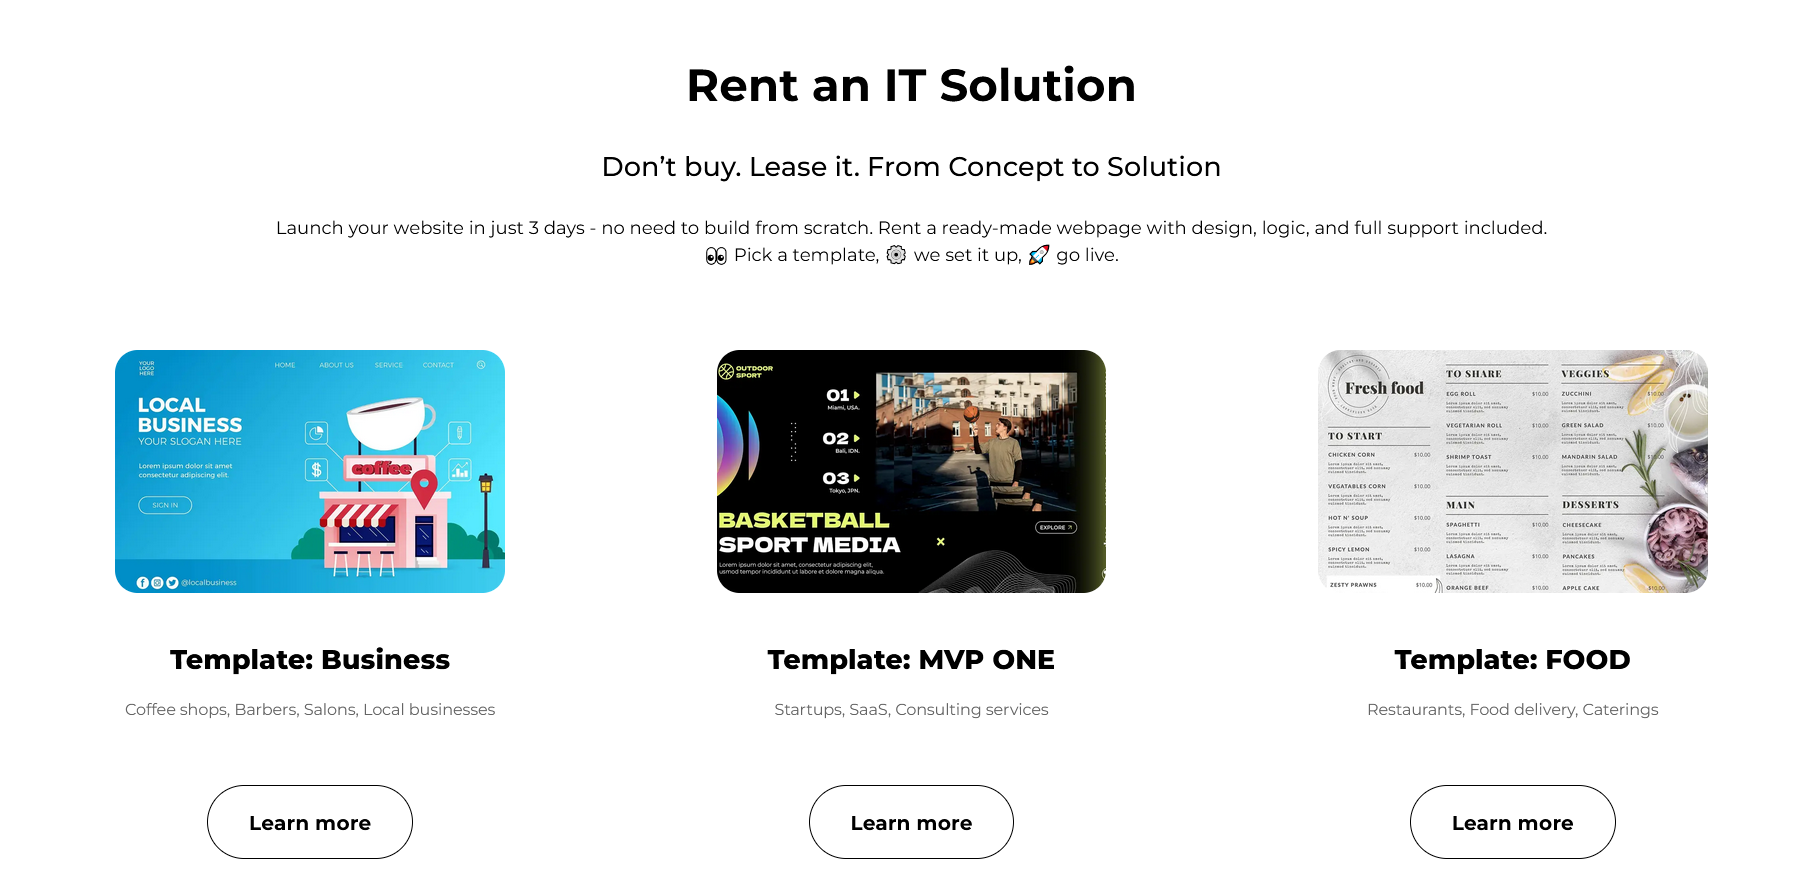 Rent an IT Solution
Don’t buy. Lease it. From Concept to Solution
Launch your website in just 3 days - no need to build from scratch. Rent a ready-made webpage with design, logic, and full support included.
👀 Pick a template, ⚙️ we set it up, 🚀 go live.
YOUR
LOGO
HERE
HOME ABOUT US SERVICE CONTACT
LOCAL
BUSINESS
YOUR SLOGAN HERE
Lorem ipsum dolor sit amet
consectetur adipiscing elit.
SIGN IN
$
coffee
@localbusiness
OUTDOOR
SPORT
01
Miami, USA.
02
Bali, IDN.
03
Tokyo, JPN.
BASKETBALL
SPORT MEDIA
EXPLORE
Lorem ipsum dolor sit amet, consectetur adipiscing elit,
usmod tempor incididunt ut labore et dolore magna aliqua.
Fresh food
TO START
CHICKEN CORN $10.00
VEGATABLES CORN $10.00
HOT N' SOUP $10.00
SPICY LEMON $10.00
ZESTY PRAWNS $10.00
TO SHARE
EGG ROLL $10.00
VEGETARIAN ROLL $10.00
SHRIMP TOAST $10.00
MAIN
SPAGHETTI $10.00
LASAGNA $10.00
ORANGE BEEF $10.00
VEGGIES
ZUCCHINI $10.00
GREEN SALAD $10.00
MANDARIN SALAD
DESSERTS
CHEESECAKE
PANCAKES
APPLE CAKE $10.00
Template: Business
Coffee shops, Barbers, Salons, Local businesses
Learn more
Template: MVP ONE
Startups, SaaS, Consulting services
Learn more
Template: FOOD
Restaurants, Food delivery, Caterings
Learn more